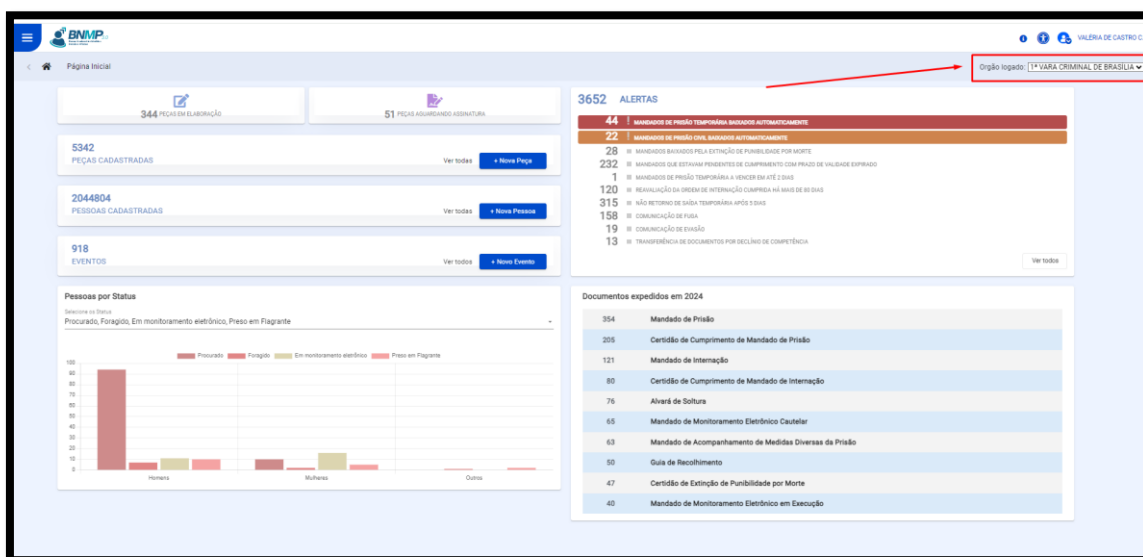 BNMP
VALERIA DE CASTRO C
Página Inicial
Orgão logado: 1ª VARA CRIMINAL DE BRASÍLIA
344 PEÇAS EM ELABORAÇÃO
51 PEÇAS AGUARDANDO ASSINATURA
5342
PEÇAS CADASTRADAS
Ver todas
+ Nova Peça
2044804
PESSOAS CADASTRADAS
Ver todas
+ Nova Pessoa
918
EVENTOS
Ver todos
+ Novo Evento
3652 ALERTAS
44 ! MANDADOS DE PRISÃO TEMPORÁRIA BAIXADOS AUTOMATICAMENTE
22 ! MANDADOS DE PRISÃO CIVIL BAIXADOS AUTOMATICAMENTE
28 MANDADOS BAIXADOS PELA EXTINÇÃO DE PUNIBILIDADE POR MORTE
232 MANDADOS QUE ESTAVAM PENDENTES DE CUMPRIMENTO COM PRAZO DE VALIDADE EXPIRADO
1 MANDADOS DE PRISÃO TEMPORÁRIA A VENCER EM ATÉ 2 DIAS
120 REAVALIAÇÃO DA ORDEM DE INTERNAÇÃO CUMPRIDA HÁ MAIS DE 80 DIAS
315 NÃO RETORNO DE SAÍDA TEMPORÁRIA APÓS 5 DIAS
158 COMUNICAÇÃO DE FUGA
19 COMUNICAÇÃO DE EVASÃO
13 TRANSFERÊNCIA DE DOCUMENTOS POR DECLÍNIO DE COMPETÊNCIA
Ver todos
Pessoas por Status
Selecione os Status
Procurado, Foragido, Em monitoramento eletrônico, Preso em Flagrante
Procurado Foragido Em monitoramento eletrônico Preso em Flagrante
100
90
80
70
60
50
40
30
20
10
0
Homens Mulheres Outros
Documentos expedidos em 2024
354 Mandado de Prisão
205 Certidão de Cumprimento de Mandado de Prisão
121 Mandado de Internação
80 Certidão de Cumprimento de Mandado de Internação
76 Alvará de Soltura
65 Mandado de Monitoramento Eletrônico Cautelar
63 Mandado de Acompanhamento de Medidas Diversas da Prisão
50 Guia de Recolhimento
47 Certidão de Extinção de Punibilidade por Morte
40 Mandado de Monitoramento Eletrônico em Execução